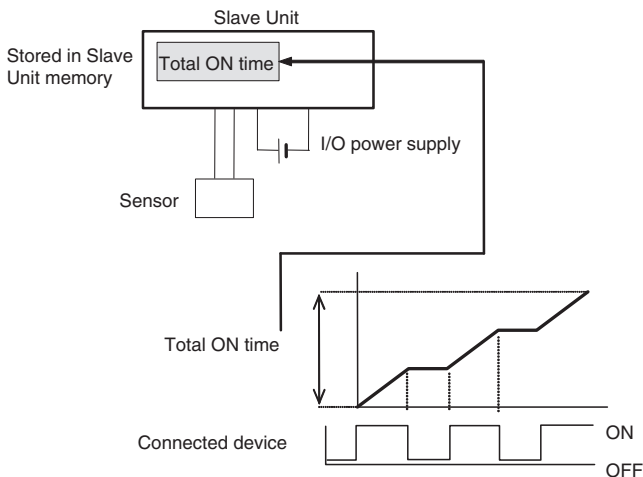 Slave Unit
Stored in Slave
Unit memory
Total ON time
I/O power supply
Sensor
Total ON time
Connected device
ON
OFF